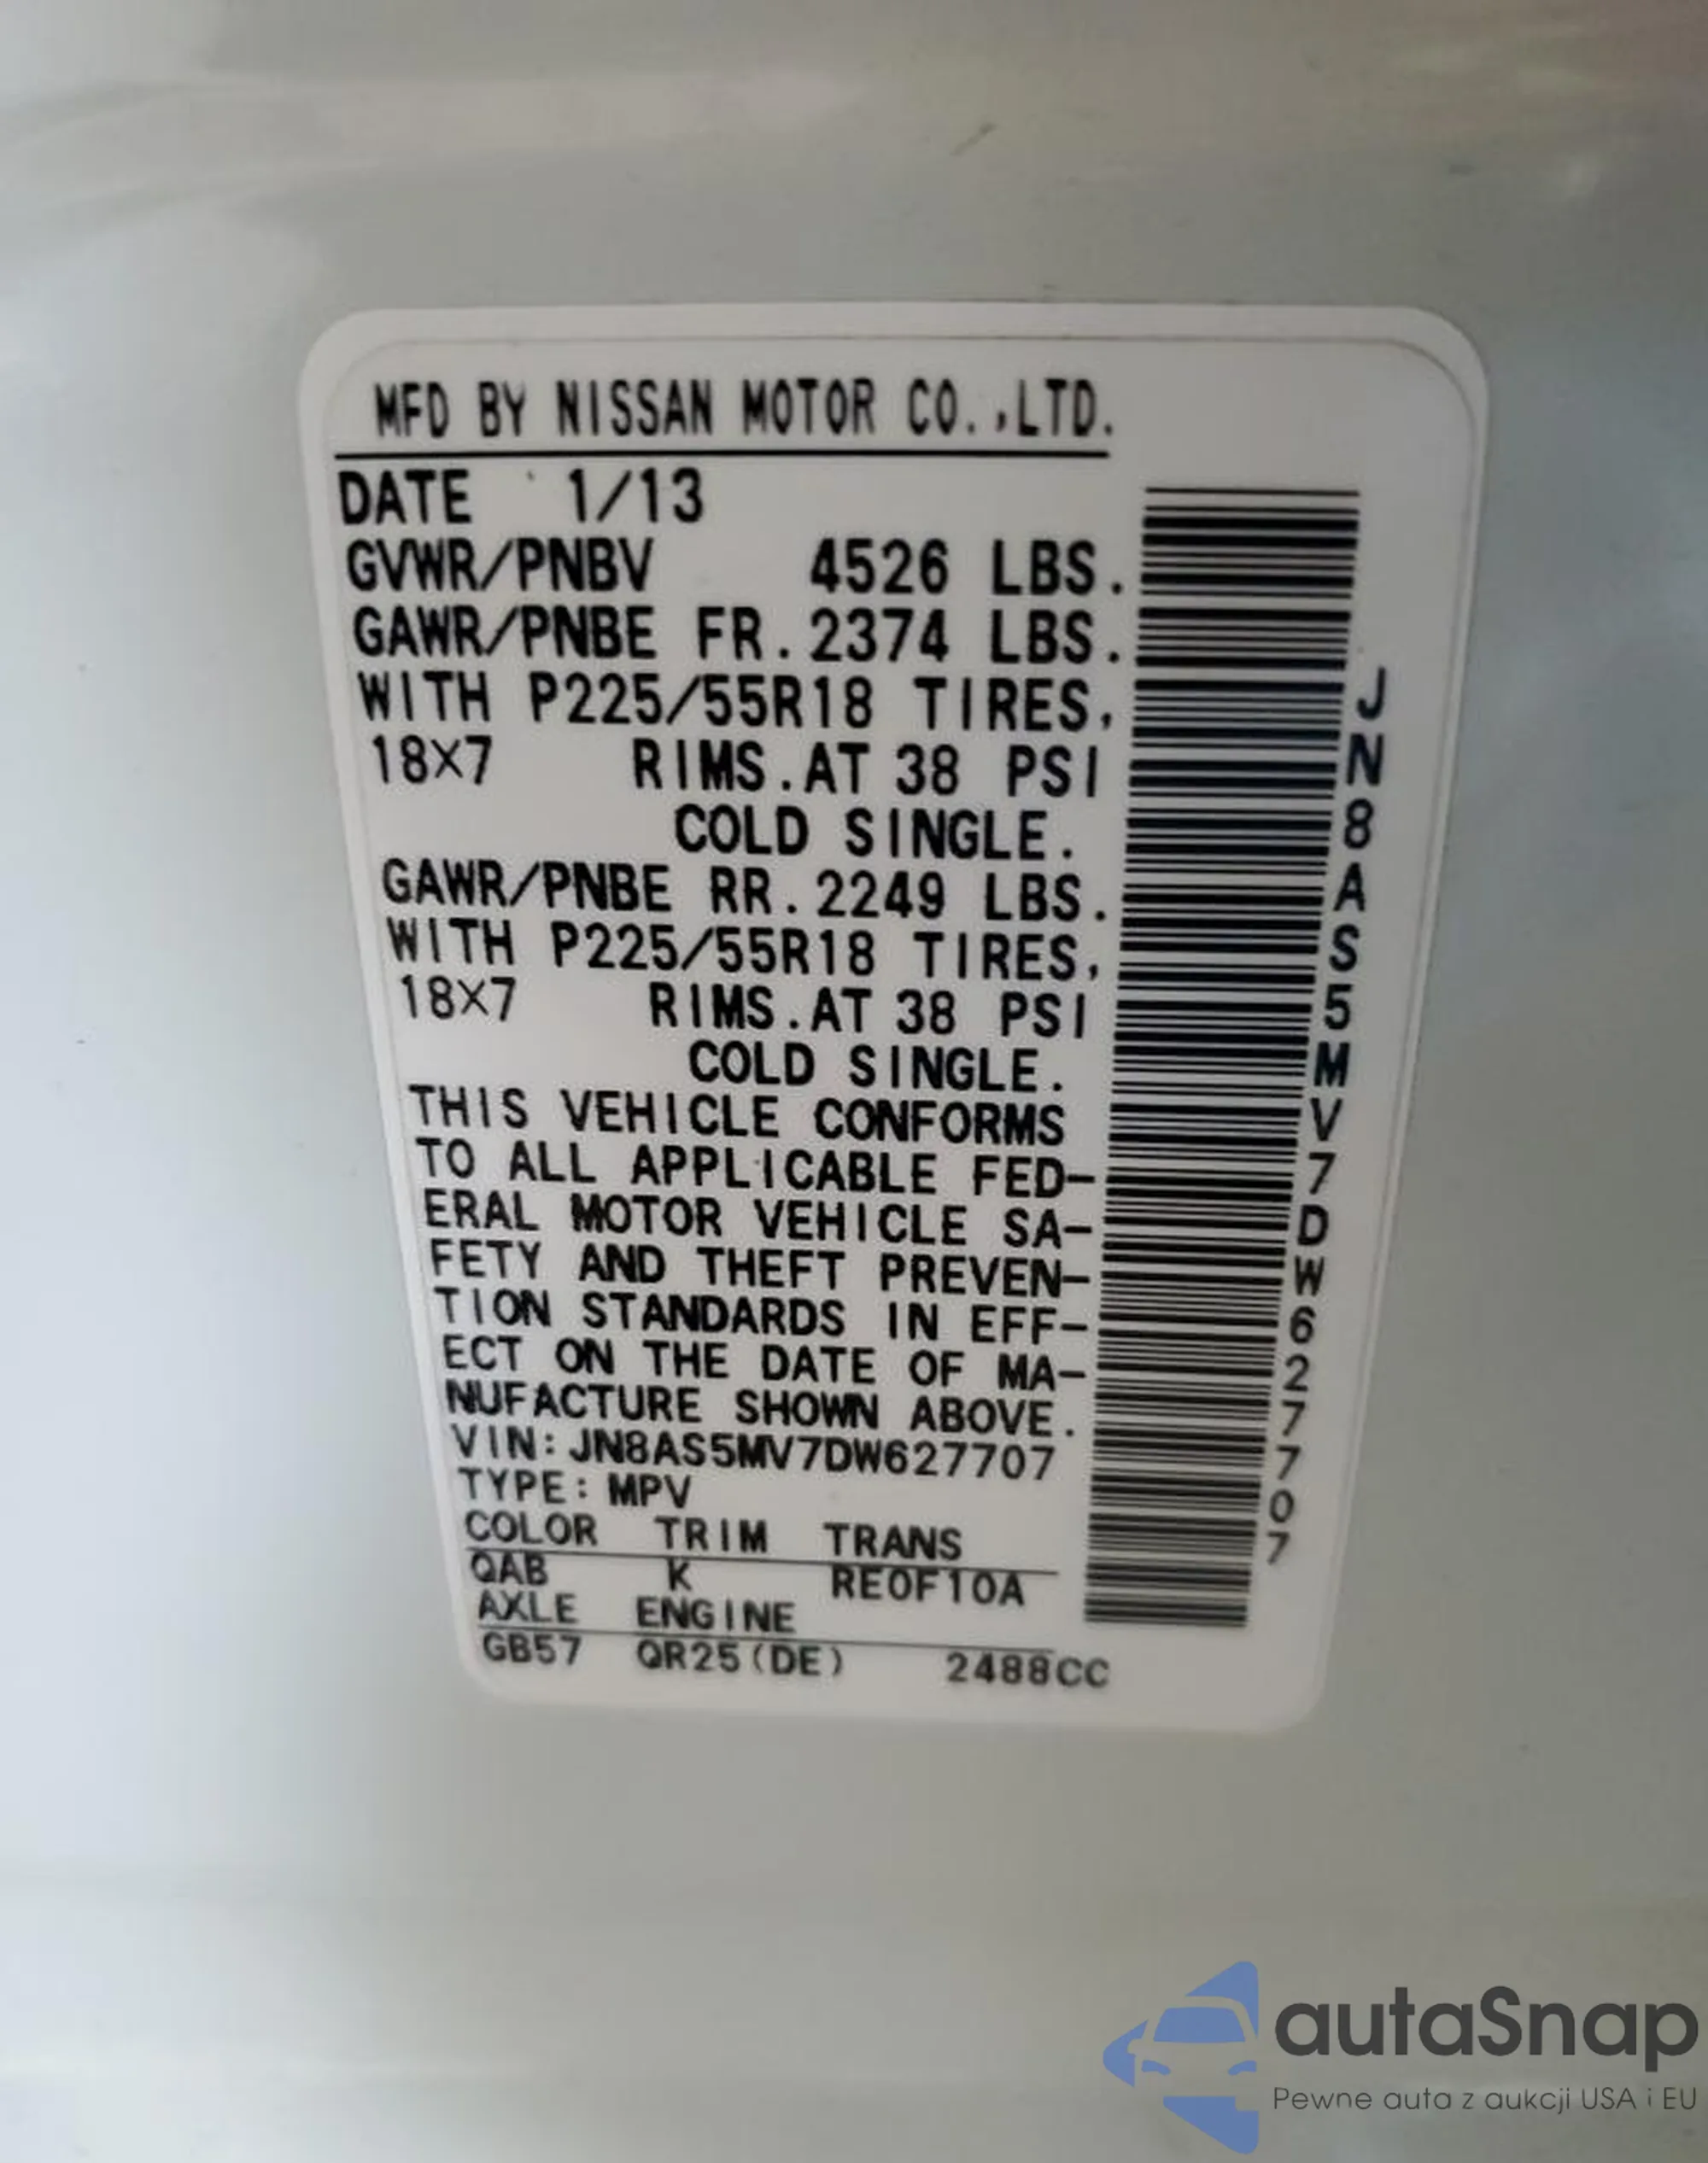 MFD BY NISSAN MOTOR CO.,LTD.
DATE 1/13
GVWR/PNBV 4526 LBS.
GAWR/PNBE FR.2374 LBS.
WITH P225/55R18 TIRES,
18X7 RIMS.AT 38 PSI
COLD SINGLE.
GAWR/PNBE RR.2249 LBS.
WITH P225/55R18 TIRES,
18X7 RIMS.AT 38 PSI
COLD SINGLE.
THIS VEHICLE CONFORMS
TO ALL APPLICABLE FED-
ERAL MOTOR VEHICLE SA-
FETY AND THEFT PREVEN-
TION STANDARDS IN EFF-
ECT ON THE DATE OF MA-
NUFACTURE SHOWN ABOVE.
VIN:JN8AS5MV7DW627707
TYPE:MPV
COLOR TRIM TRANS
QAB K RE0F10A
AXLE ENGINE
GB57 QR25(DE) 2488CC
JN8AS5MV7DW627707
autaSnap
Pewne auta z aukcji USA i EU